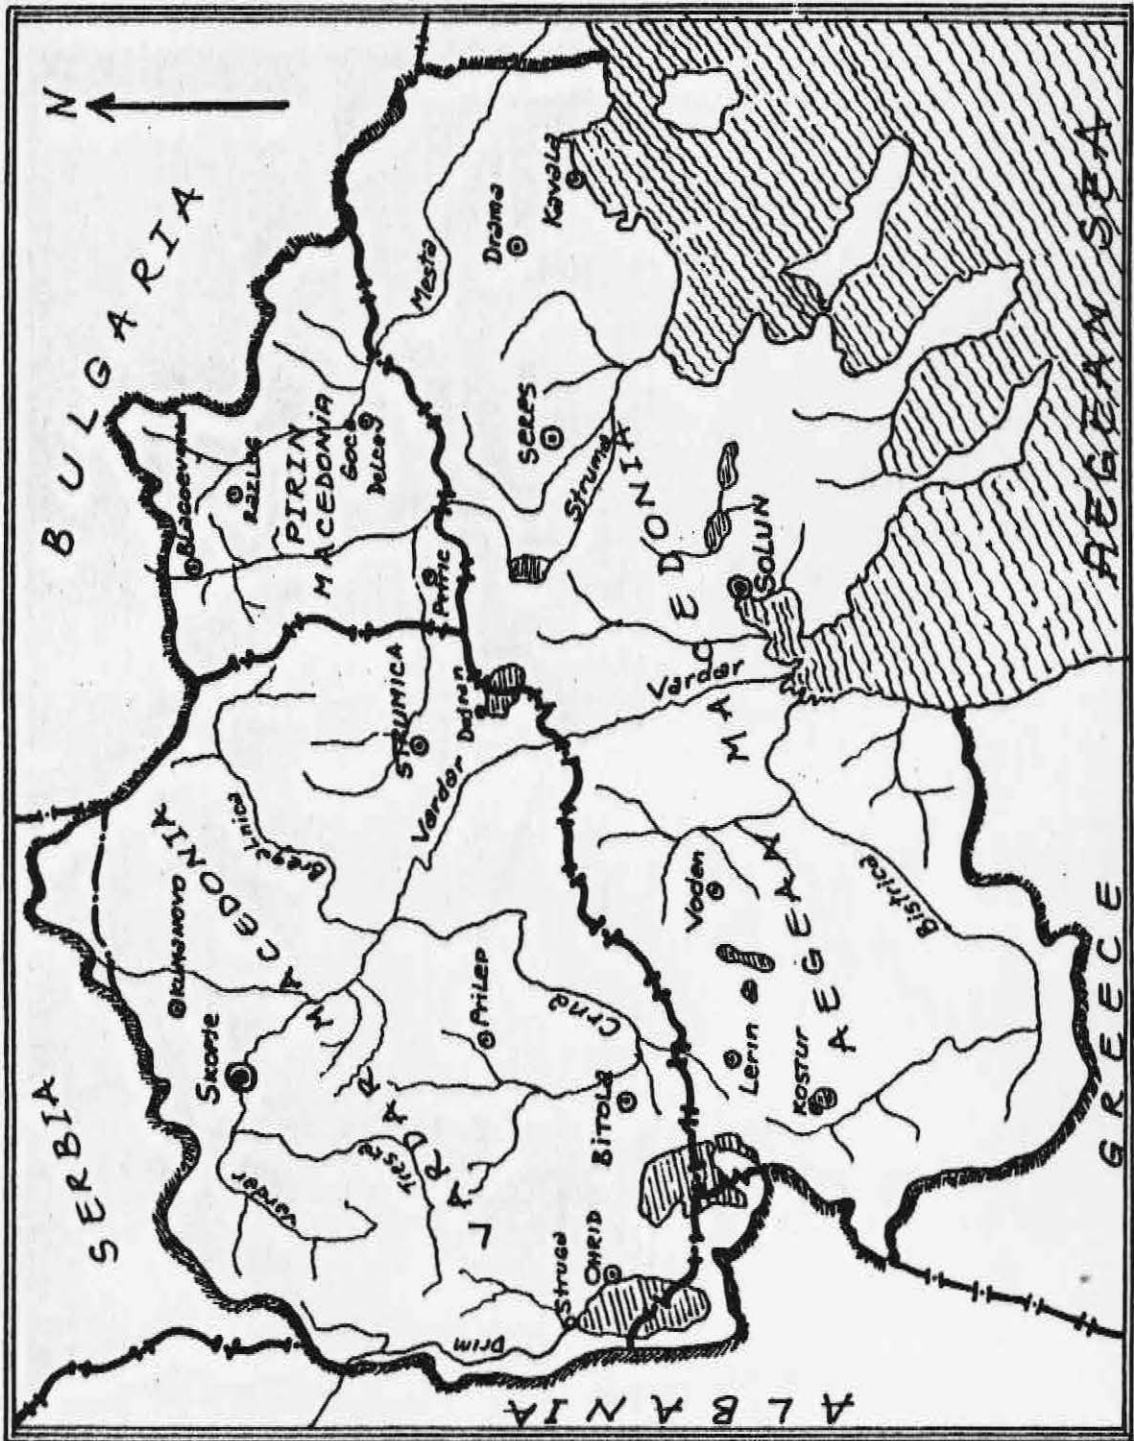 N
BULGARIA
SERBIA
ALBANIA
GREECE
AEGEAN SEA
VARDAR MACEDONIA
PIRIN
MACEDONIA
AEGEAN MACEDONIA
BLAGOEVGRAD
RAZLOG
Goce
Delcev
Petric
KUMANOVO
SKOPJE
STRUMICA
Dojran
PRILEP
BITOLA
OHRID
Struga
Lerin
KOSTUR
Voden
SOLUN
SERES
Drama
Kavala
Mesta
Struma
Vardar
Vardar
Vardar
Bregalnica
Crna
Drim
Bistrica